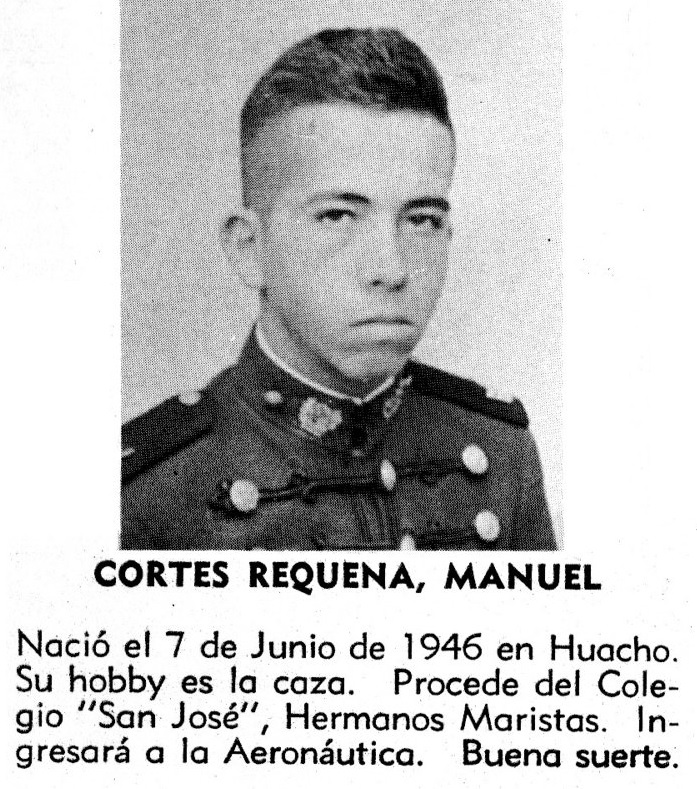 CORTES REQUENA, MANUEL
Nació el 7 de Junio de 1946 en Huacho.
Su hobby es la caza. Procede del Cole-
gio "San José", Hermanos Maristas. In-
gresará a la Aeronáutica. Buena suerte.